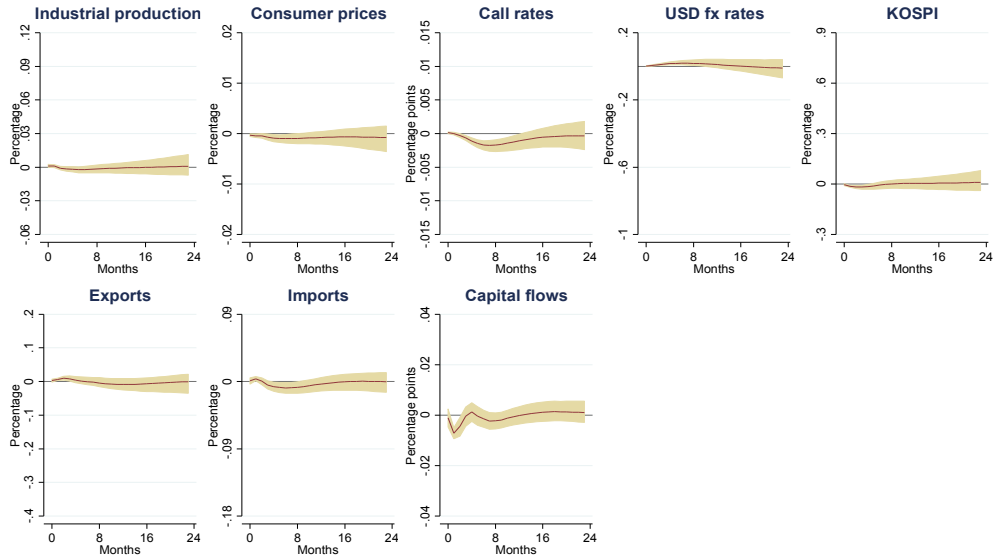 Industrial production
Percentage
.12
.09
.06
.03
0
-.03
-.06
0 8 16 24
Months
Consumer prices
Percentage
.02
.01
0
-.01
-.02
0 8 16 24
Months
Call rates
Percentage points
.015
.01
.005
0
-.005
-.01
-.015
0 8 16 24
Months
USD fx rates
Percentage
.2
-.2
-.6
-1
0 8 16 24
Months
KOSPI
Percentage
.9
.6
.3
0
-.3
0 8 16 24
Months
Exports
Percentage
.2
.1
0
-.1
-.2
-.3
-.4
0 8 16 24
Months
Imports
Percentage
.09
0
-.09
-.18
0 8 16 24
Months
Capital flows
Percentage points
.04
.02
0
-.02
-.04
0 8 16 24
Months